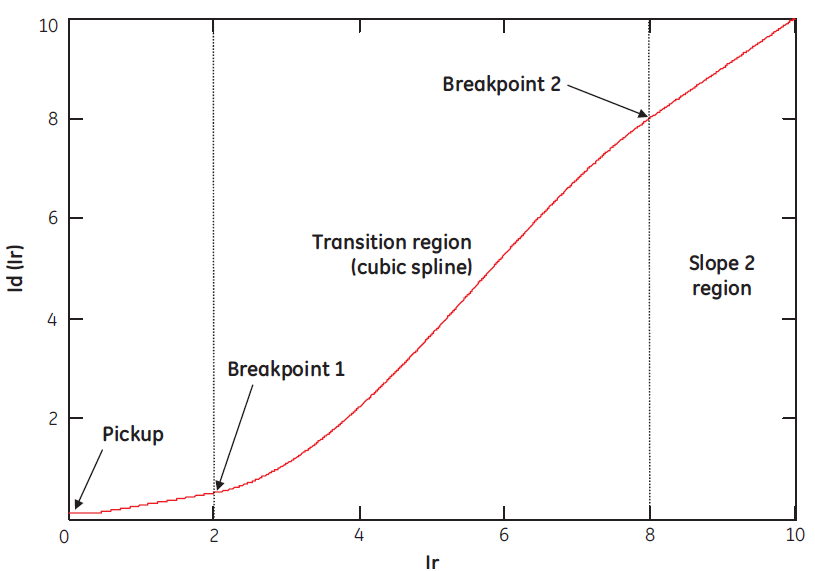 10
Breakpoint 2
8
6
Transition region
(cubic spline)
Slope 2
region
Id (Ir)
4
Breakpoint 1
2
Pickup
0
2
4
6
8
10
Ir